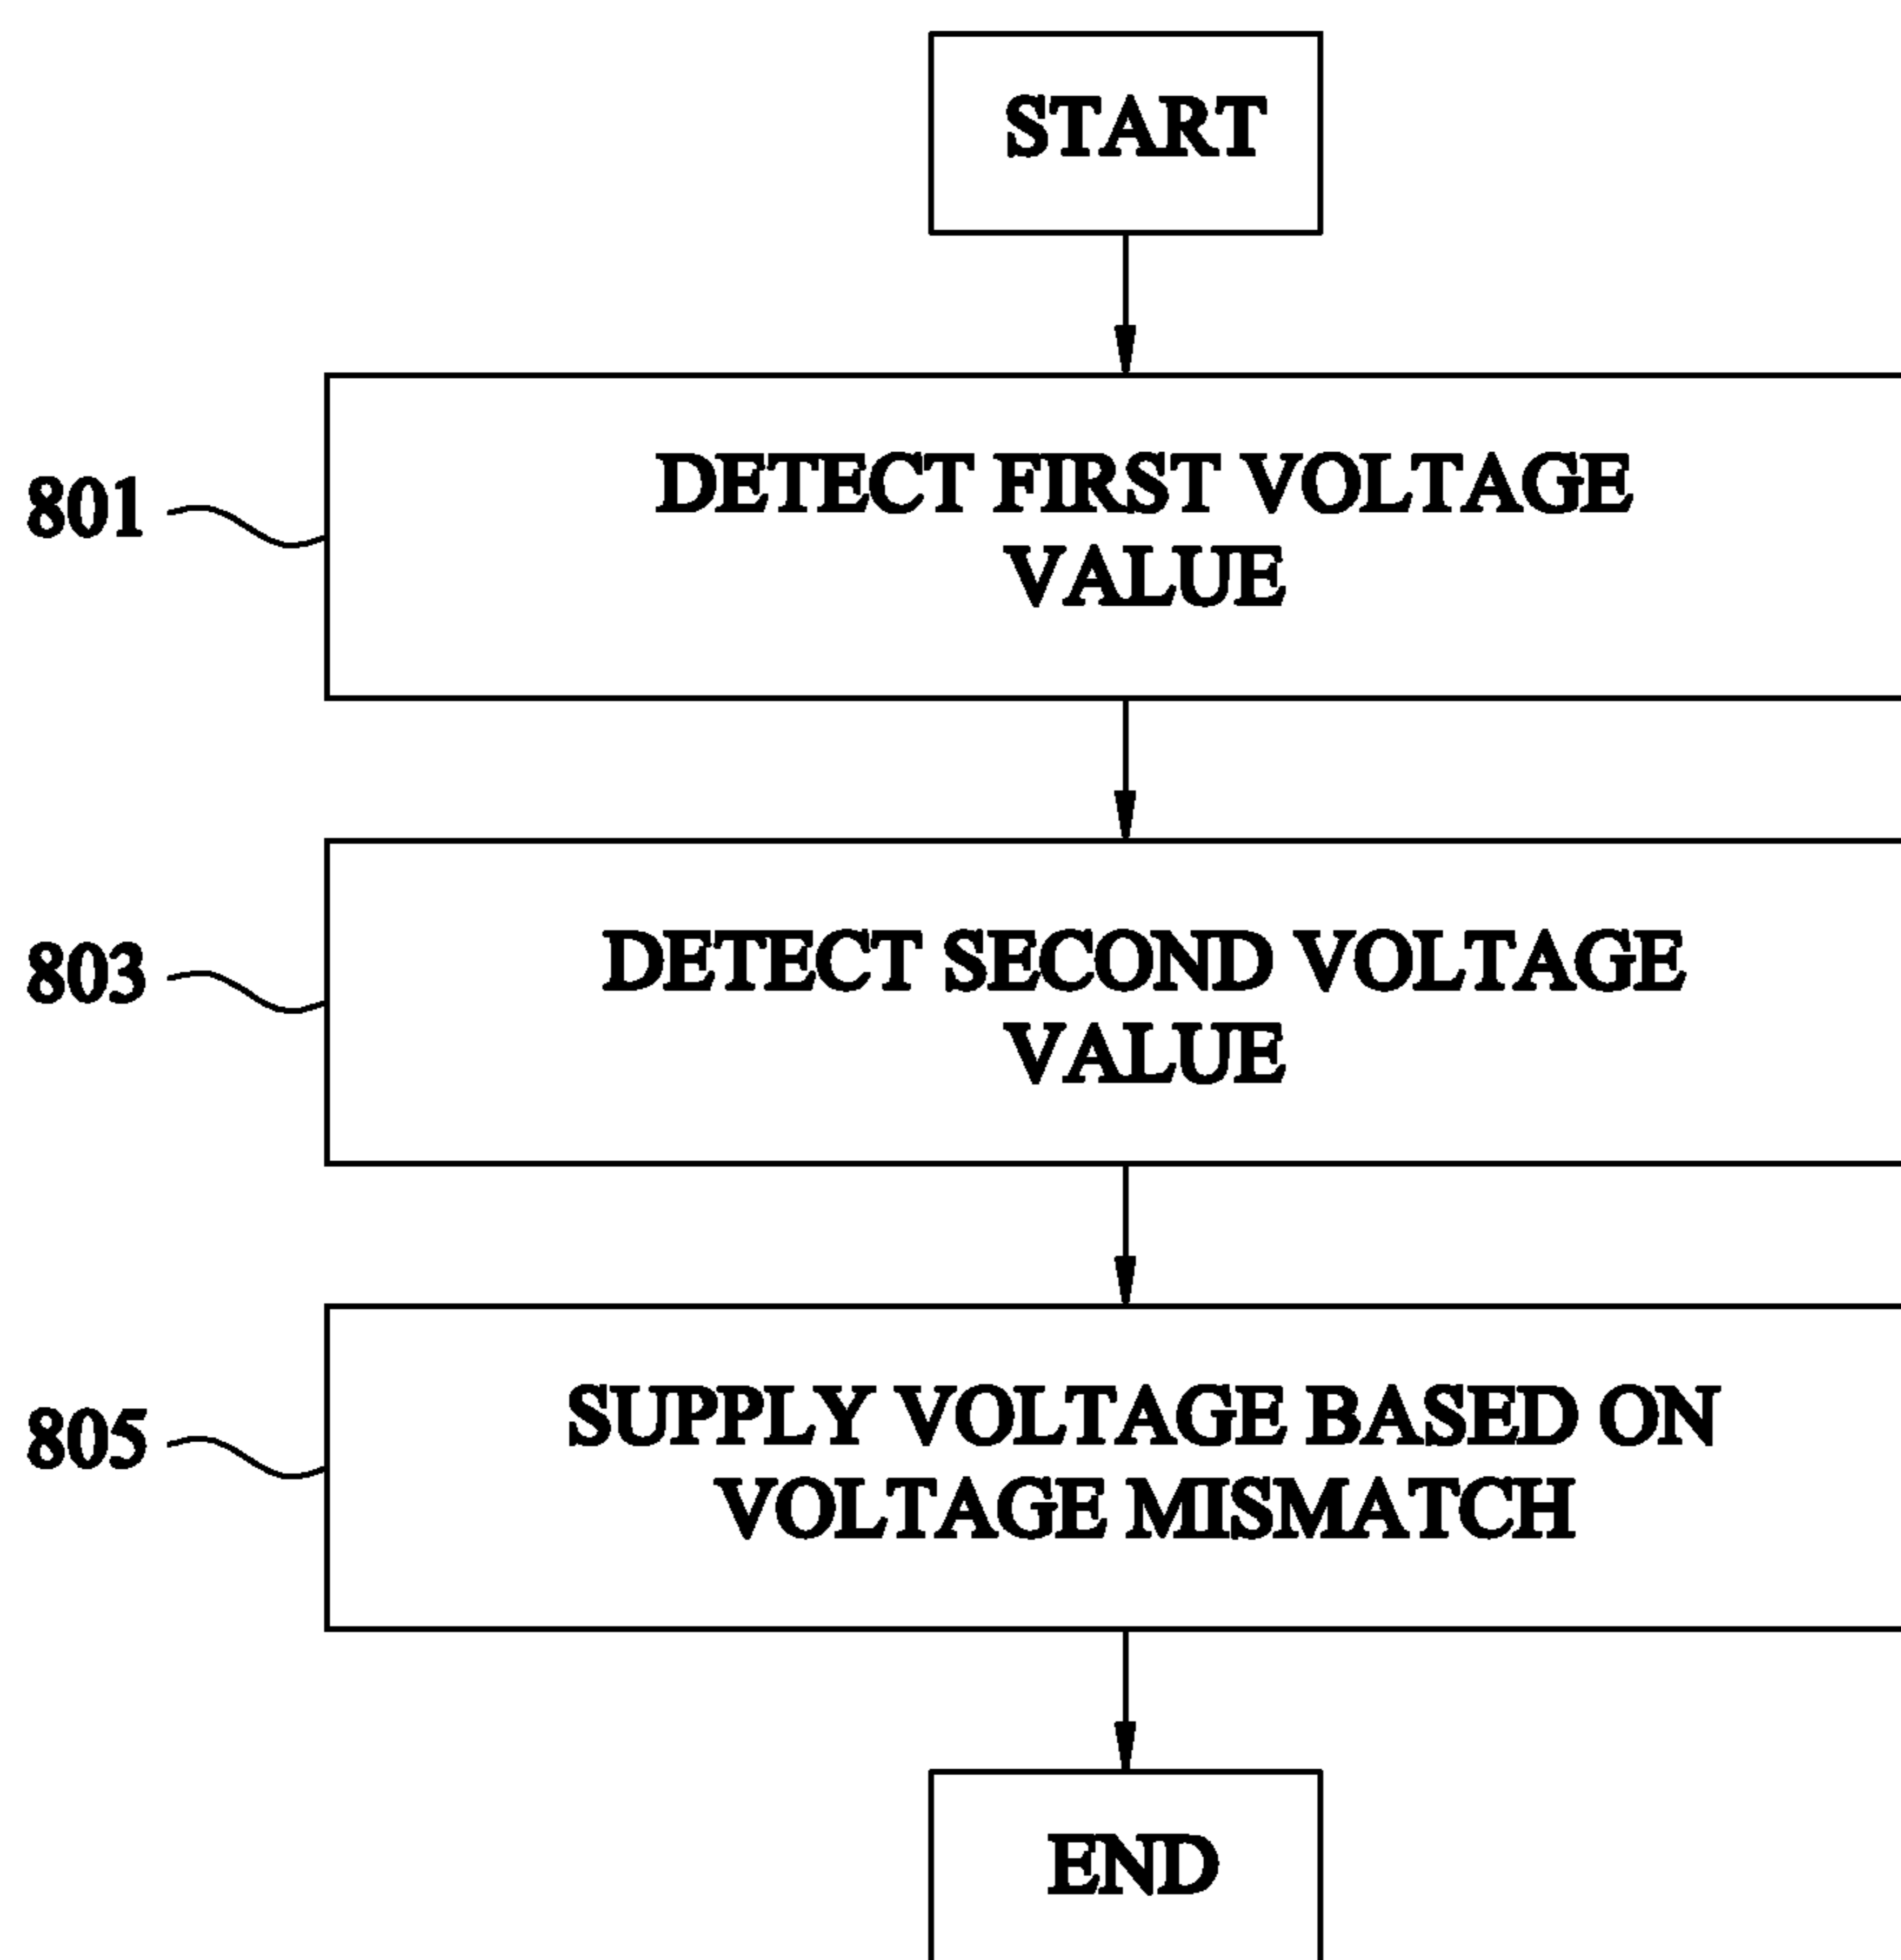 START
801
DETECT FIRST VOLTAGE
VALUE
803
DETECT SECOND VOLTAGE
VALUE
805
SUPPLY VOLTAGE BASED ON
VOLTAGE MISMATCH
END